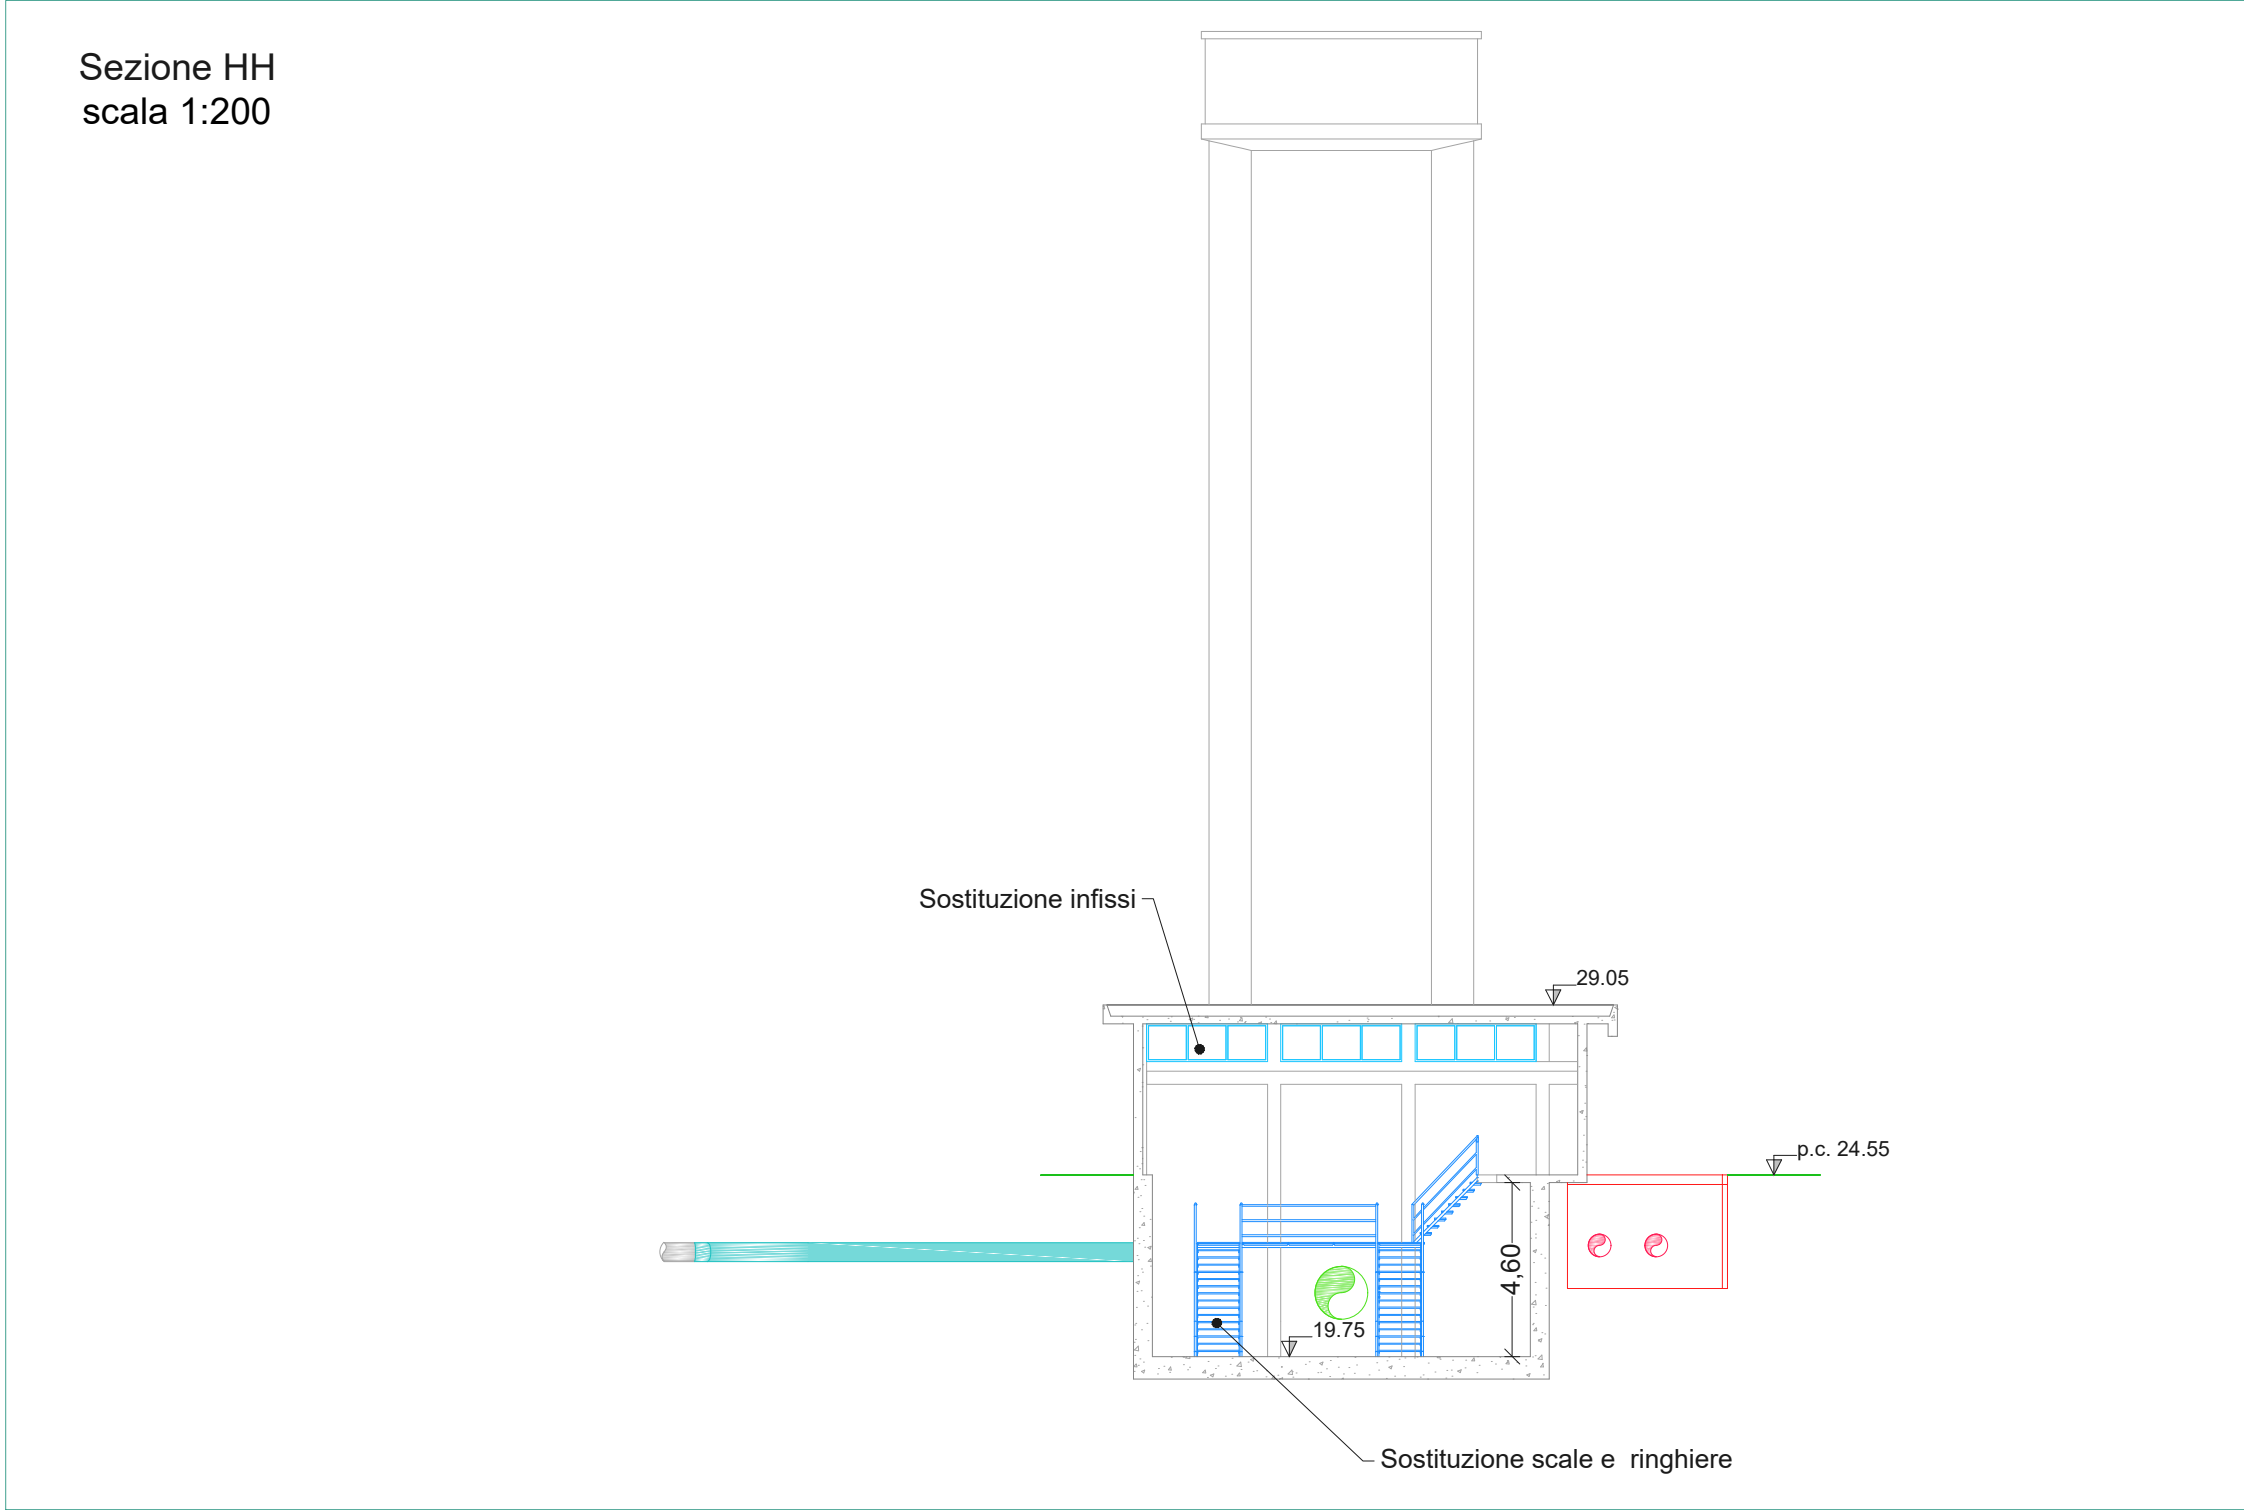 Sezione HH
scala 1:200
Sostituzione infissi
29.05
p.c. 24.55
4,60
19.75
Sostituzione scale e ringhiere